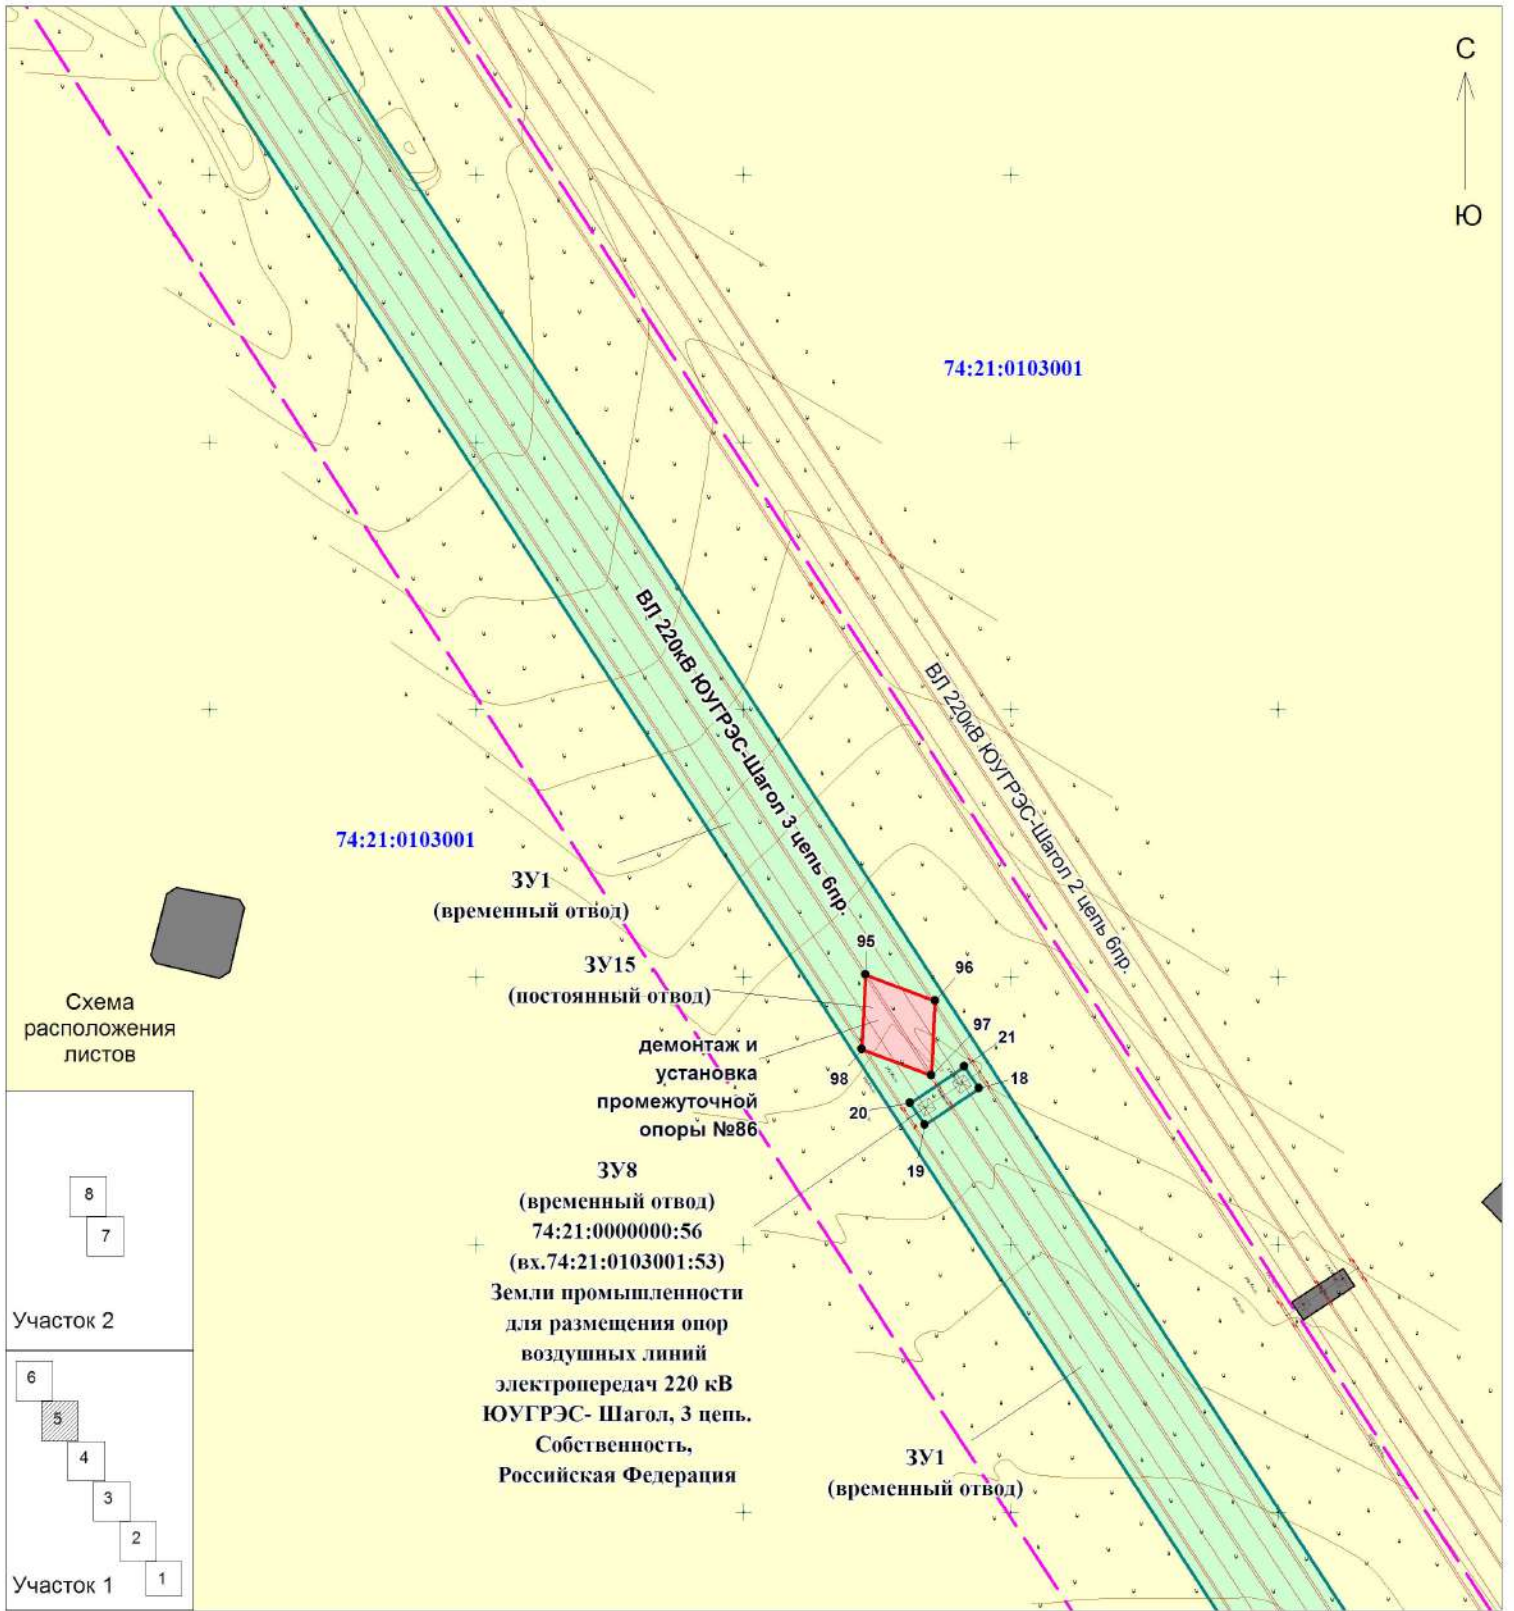 С
Ю
74:21:0103001
ВЛ 220кВ ЮУГРЭС-Шагол 3 цепь 6пр.
ВЛ 220кВ ЮУГРЭС-Шагол 2 цепь 6пр.
74:21:0103001
ЗУ1
(временный отвод)
95
96
ЗУ15
(постоянный отвод)
97
21
18
98
20
19
демонтаж и
установка
промежуточной
опоры №86
ЗУ8
(временный отвод)
74:21:0000000:56
(вх.74:21:0103001:53)
Земли промышленности
для размещения опор
воздушных линий
электропередач 220 кВ
ЮУГРЭС- Шагол, 3 цепь.
Собственность,
Российская Федерация
ЗУ1
(временный отвод)
Схема
расположения
листов
8
7
Участок 2
6
5
4
3
2
1
Участок 1